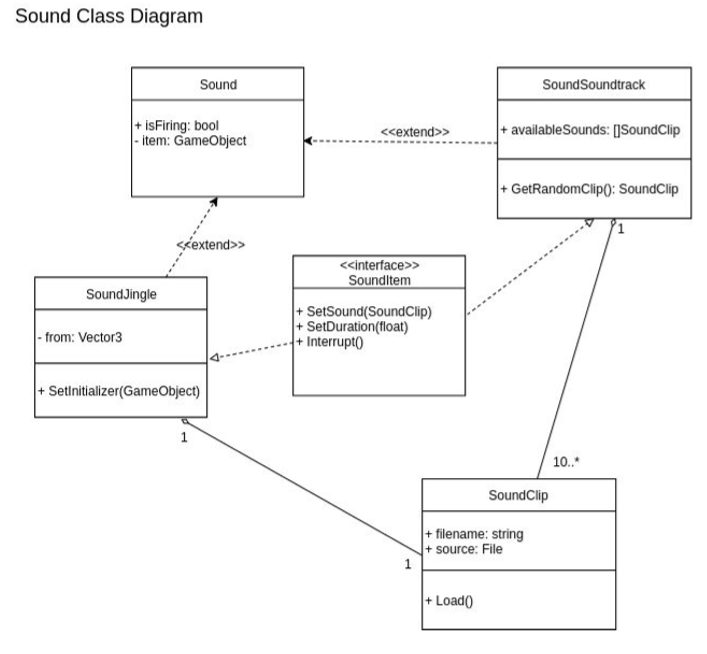 Sound Class Diagram
Sound
+ isFiring: bool
- item: GameObject
<<extend>>
SoundSoundtrack
+ availableSounds: []SoundClip
+ GetRandomClip(): SoundClip
1
<<extend>>
<<interface>>
SoundItem
+ SetSound(SoundClip)
+ SetDuration(float)
+ Interrupt()
SoundJingle
- from: Vector3
+ SetInitializer(GameObject)
1
10..*
SoundClip
+ filename: string
+ source: File
1
+ Load()